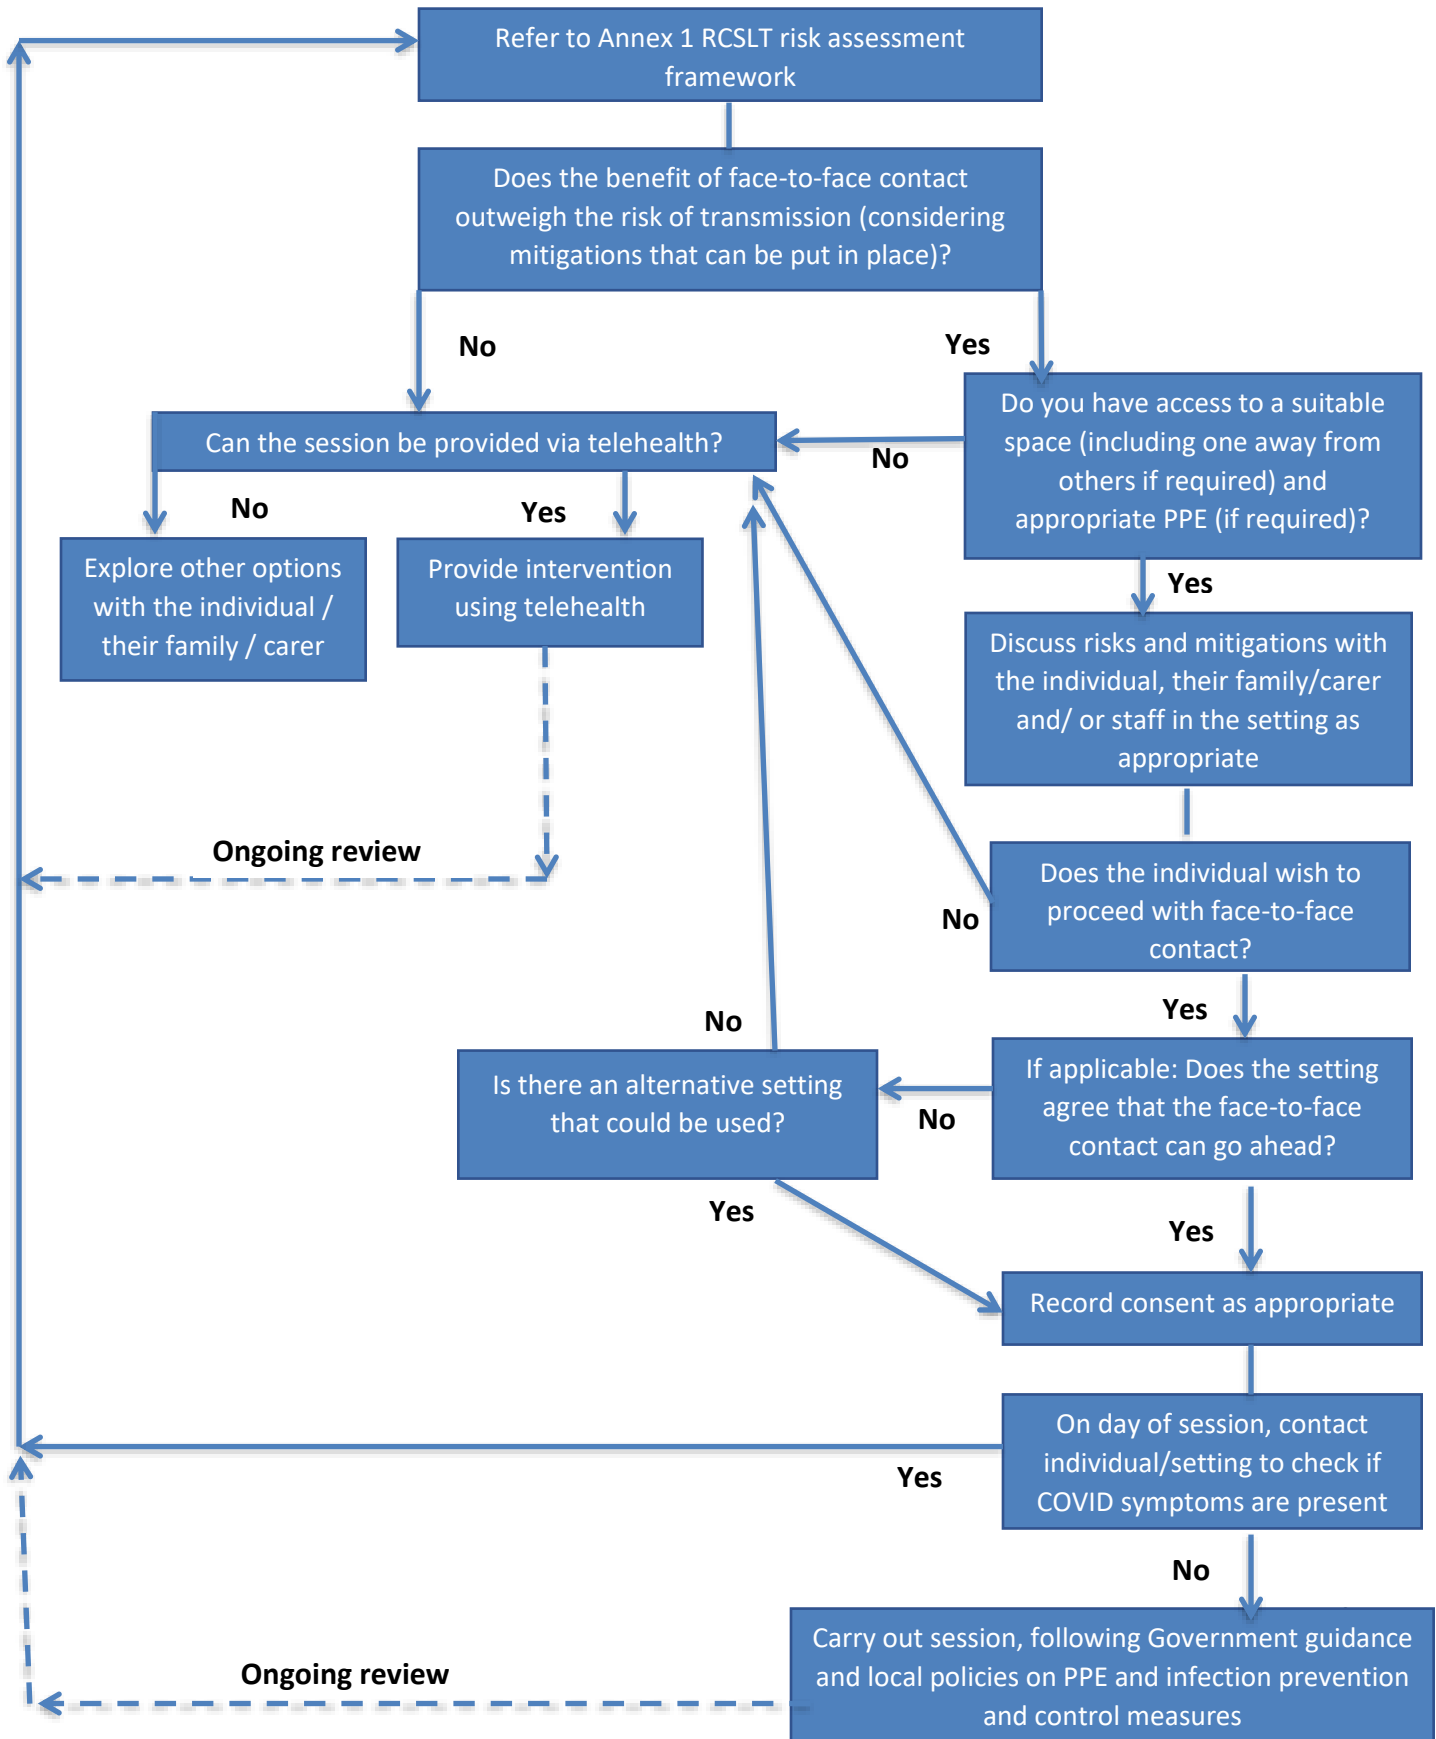 Refer to Annex 1 RCSLT risk assessment
framework
Does the benefit of face-to-face contact
outweigh the risk of transmission (considering
mitigations that can be put in place)?
No
Yes
Do you have access to a suitable
space (including one away from
others if required) and
appropriate PPE (if required)?
Can the session be provided via telehealth?
No
No
Yes
Explore other options
with the individual /
their family / carer
Provide intervention
using telehealth
Yes
Discuss risks and mitigations with
the individual, their family/carer
and/ or staff in the setting as
appropriate
Ongoing review
Does the individual wish to
proceed with face-to-face
contact?
No
Yes
No
Is there an alternative setting
that could be used?
If applicable: Does the setting
agree that the face-to-face
contact can go ahead?
No
Yes
Yes
Record consent as appropriate
On day of session, contact
individual/setting to check if
COVID symptoms are present
Yes
No
Carry out session, following Government guidance
and local policies on PPE and infection prevention
and control measures
Ongoing review